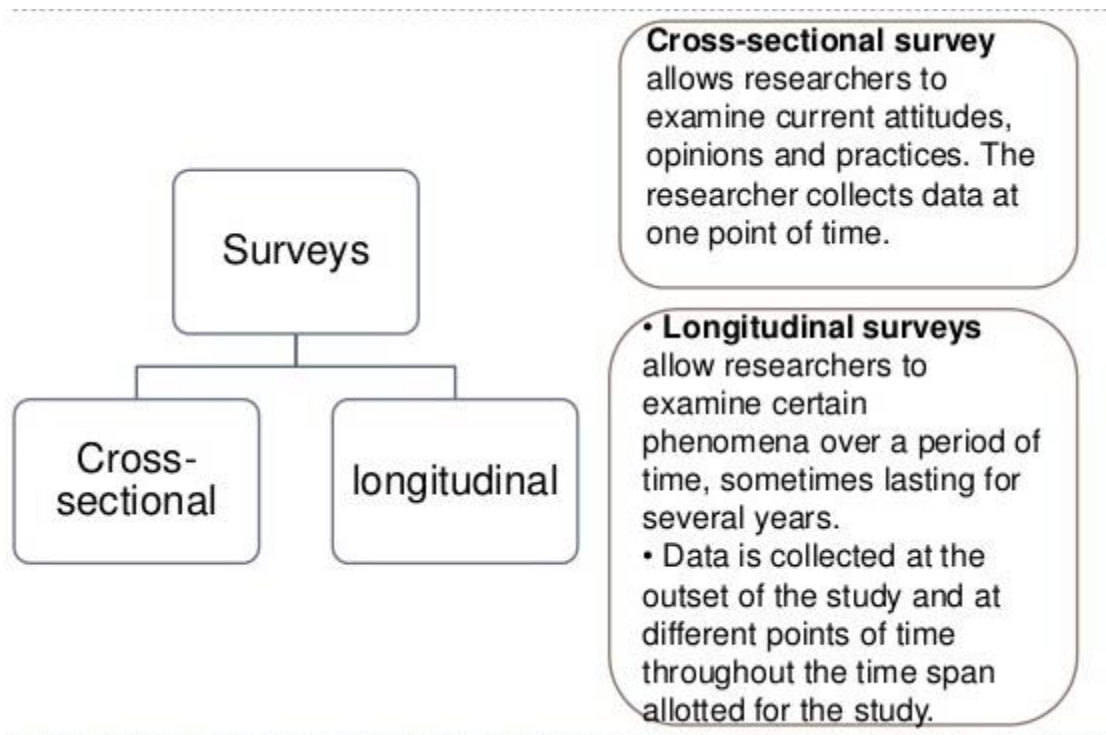 Surveys
Cross-
sectional
longitudinal
Cross-sectional survey
allows researchers to
examine current attitudes,
opinions and practices. The
researcher collects data at
one point of time.
• Longitudinal surveys
allow researchers to
examine certain
phenomena over a period of
time, sometimes lasting for
several years.
• Data is collected at the
outset of the study and at
different points of time
throughout the time span
allotted for the study.